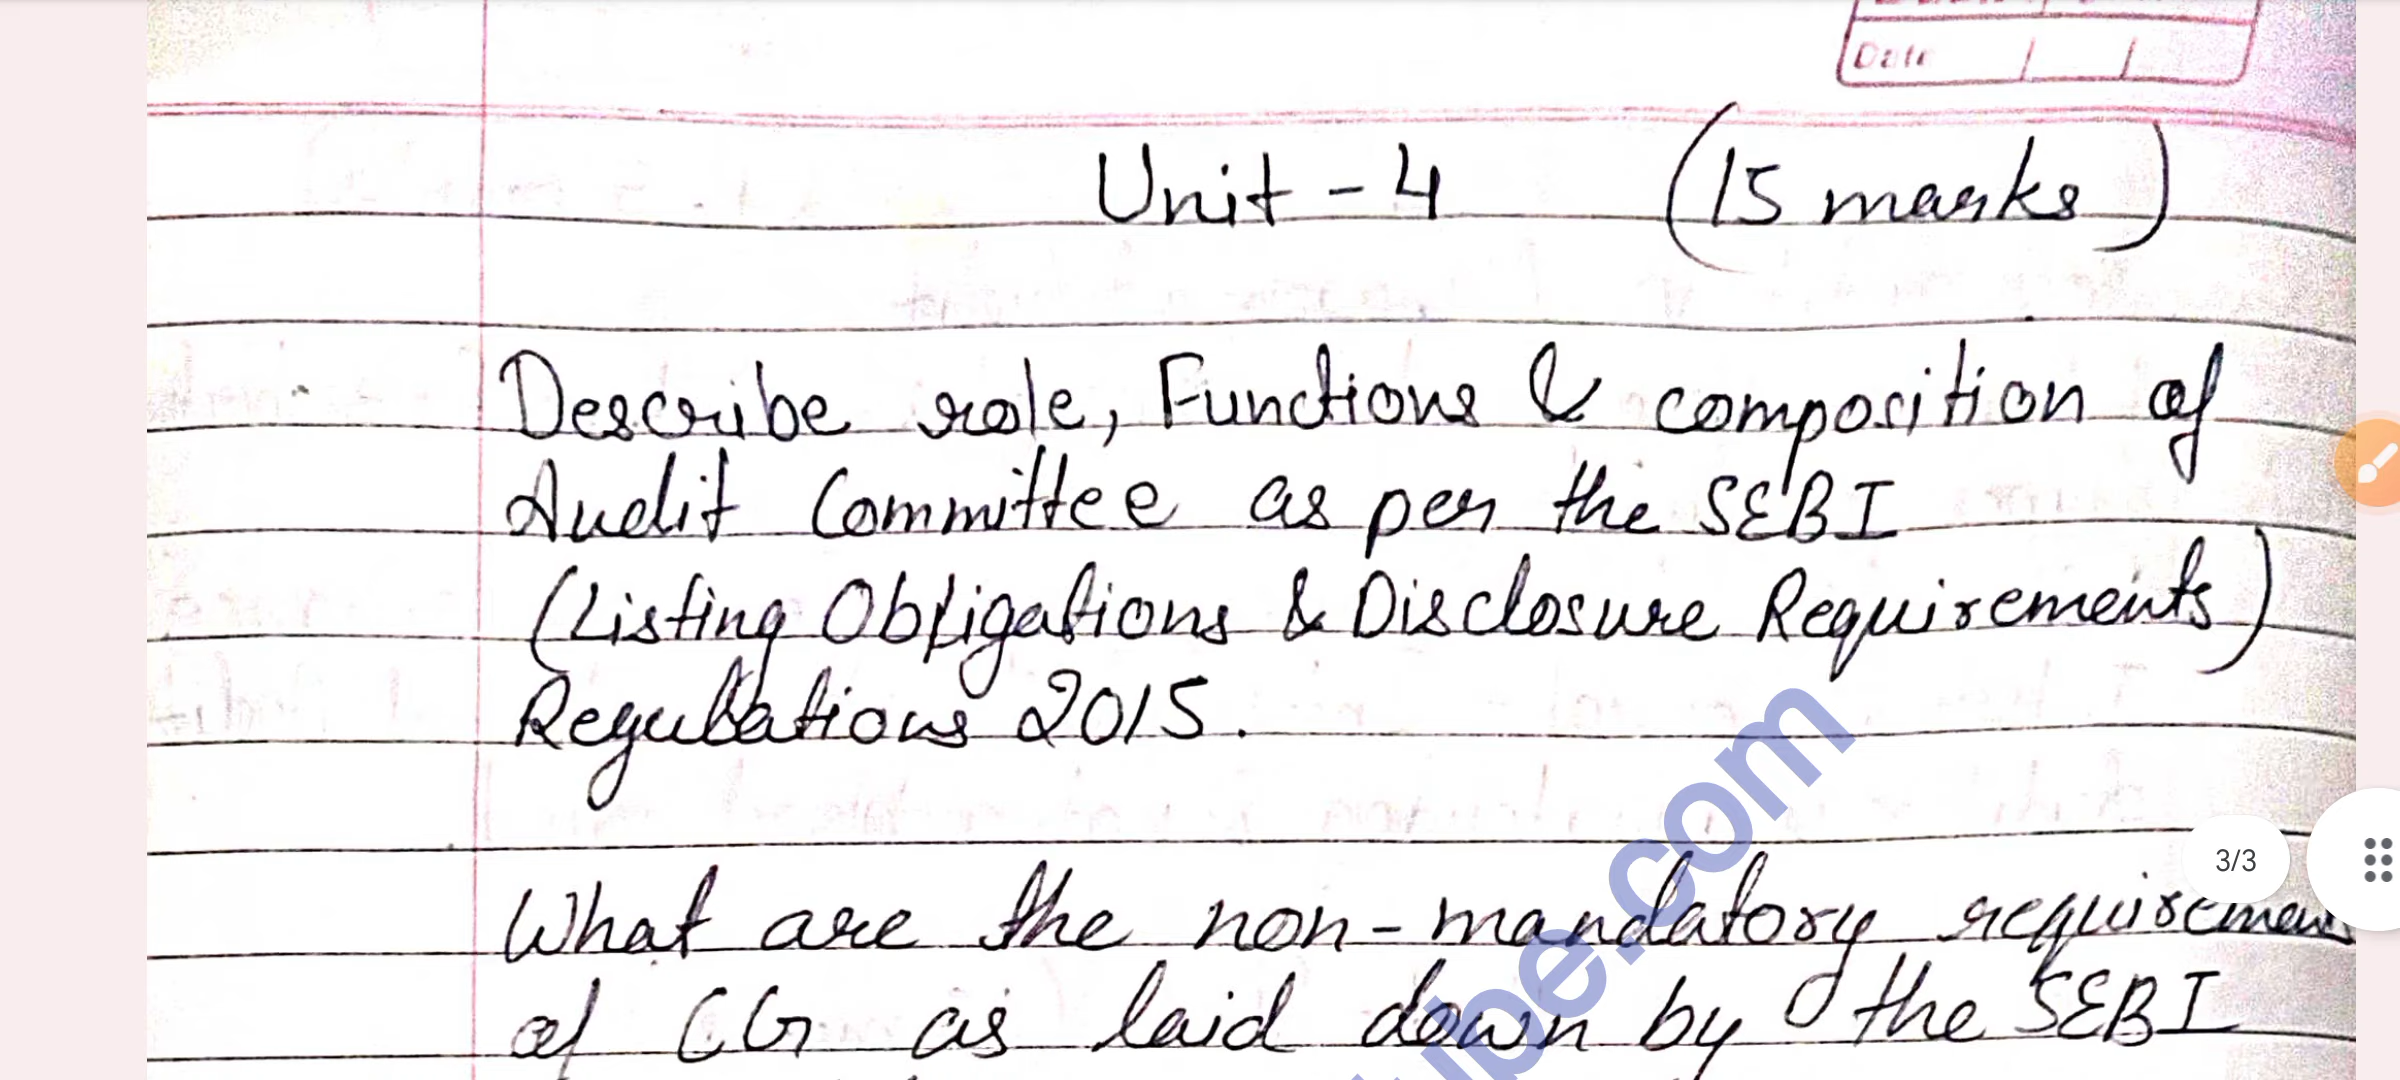 Date
Unit - 4 (15 marks)
Describe role, Functions & composition of
Audit Committee as per the SEBI
(Listing Obligations & Disclosure Requirements)
Regulations 2015.
3/3
What are the non-mandatory requiremen
of CG as laid down by the SEBI
ube.com